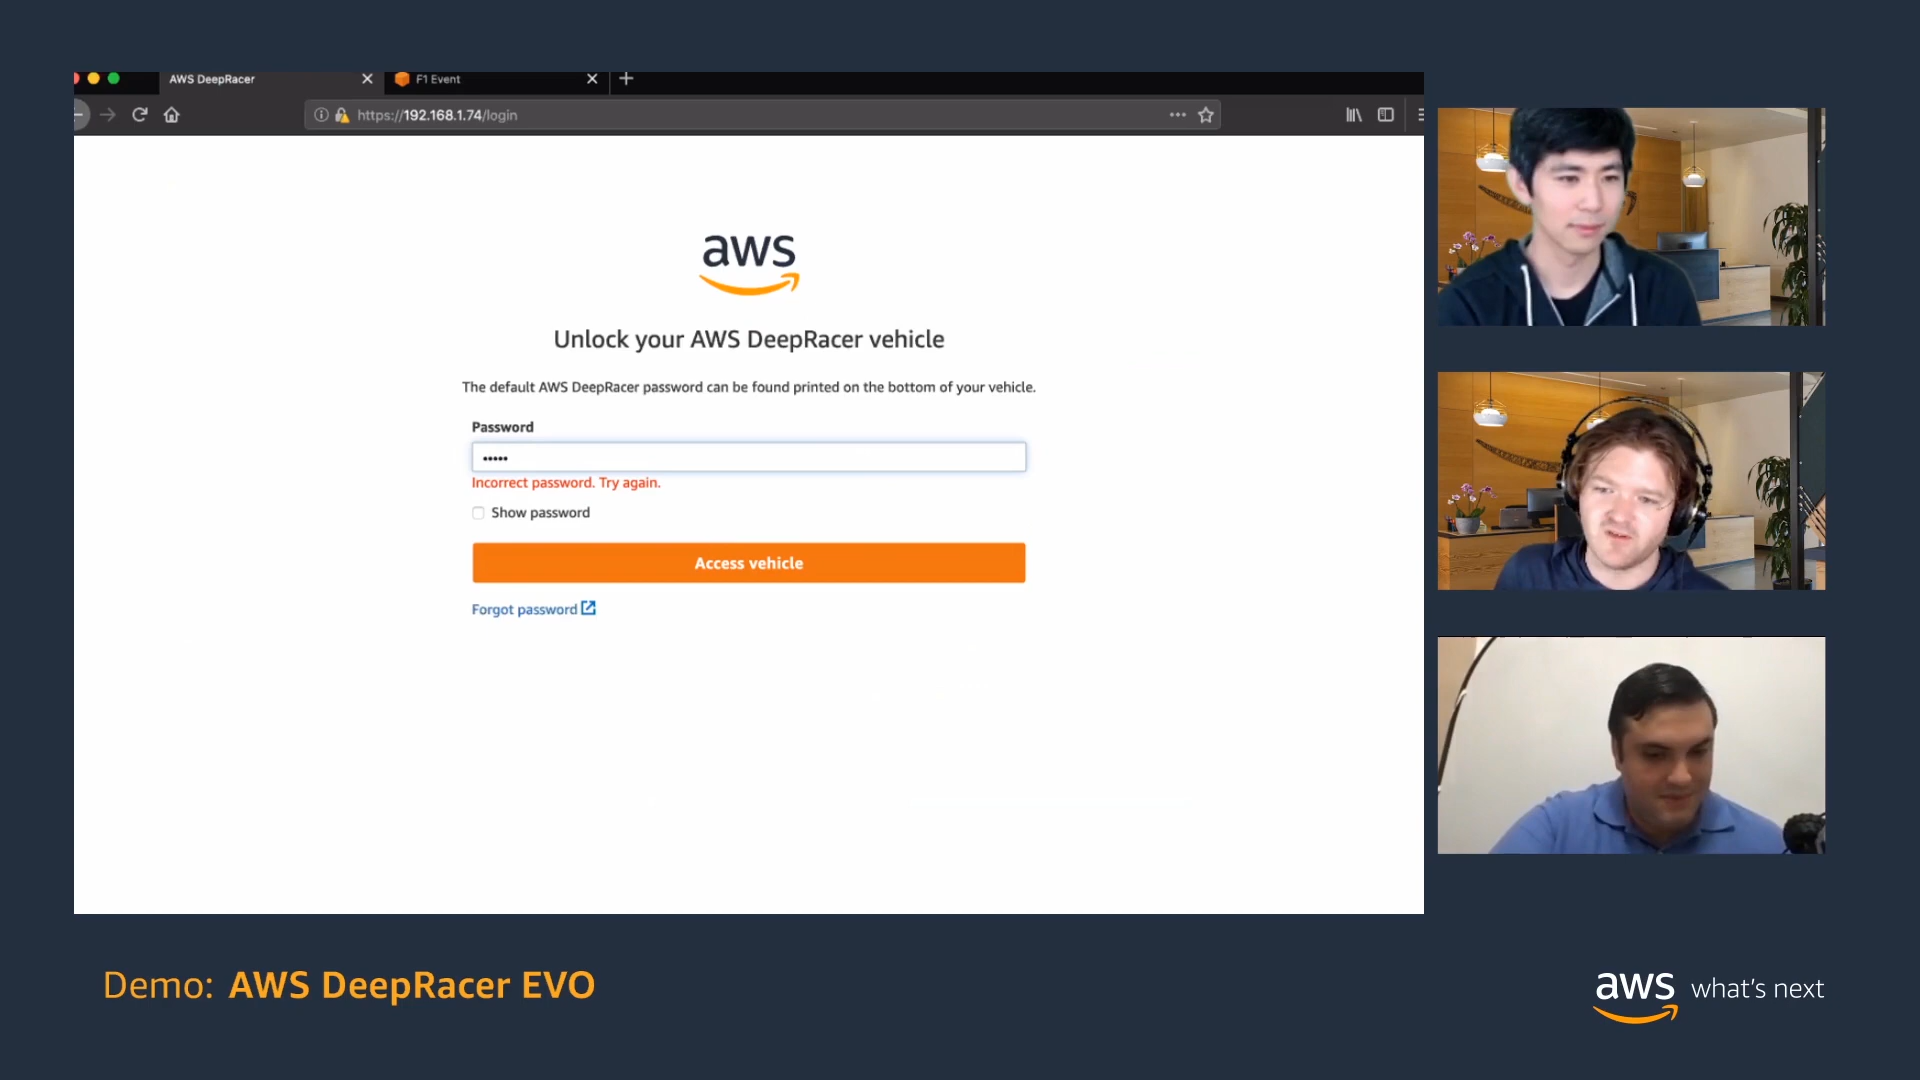 AWS DeepRacer
F1 Event
https://192.168.1.74/login
aws
Unlock your AWS DeepRacer vehicle
The default AWS DeepRacer password can be found printed on the bottom of your vehicle.
Password
•••••
Incorrect password. Try again.
Show password
Access vehicle
Forgot password
Demo: AWS DeepRacer EVO
aws what's next